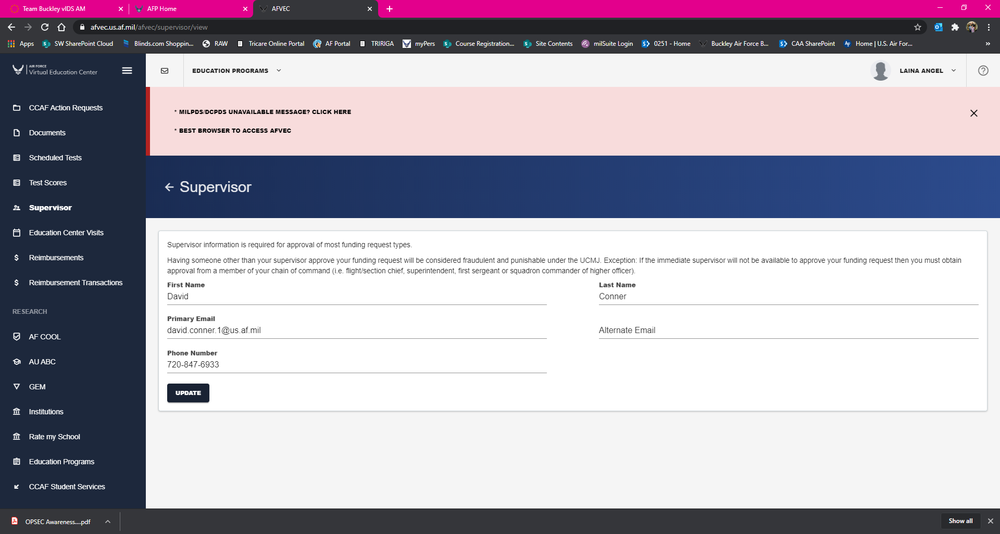 Team Buckley vIDS AM
AFP Home
AFVEC
afvec.us.af.mil/afvec/supervisor/view
Apps
SW SharePoint Cloud
Blinds.com Shoppin...
RAW
Tricare Online Portal
AF Portal
TRIRIGA
myPers
Course Registration...
Site Contents
milSuite Login
0251 - Home
Buckley Air Force B...
CAA SharePoint
Home | U.S. Air For...
»
AIR FORCE
Virtual Education Center
EDUCATION PROGRAMS
LAINA ANGEL
CCAF Action Requests
Documents
Scheduled Tests
Test Scores
Supervisor
Education Center Visits
Reimbursements
Reimbursement Transactions
RESEARCH
AF COOL
AU ABC
GEM
Institutions
Rate my School
Education Programs
CCAF Student Services
* MILPDS/DCPDS UNAVAILABLE MESSAGE? CLICK HERE
* BEST BROWSER TO ACCESS AFVEC
Supervisor
Supervisor information is required for approval of most funding request types.
Having someone other than your supervisor approve your funding request will be considered fraudulent and punishable under the UCMJ. Exception: If the immediate supervisor will not be available to approve your funding request then you must obtain
approval from a member of your chain of command (i.e. flight/section chief, superintendent, first sergeant or squadron commander of higher officer).
First Name
David
Last Name
Conner
Primary Email
david.conner.1@us.af.mil
Alternate Email
Phone Number
720-847-6933
UPDATE
OPSEC Awareness....pdf
Show all